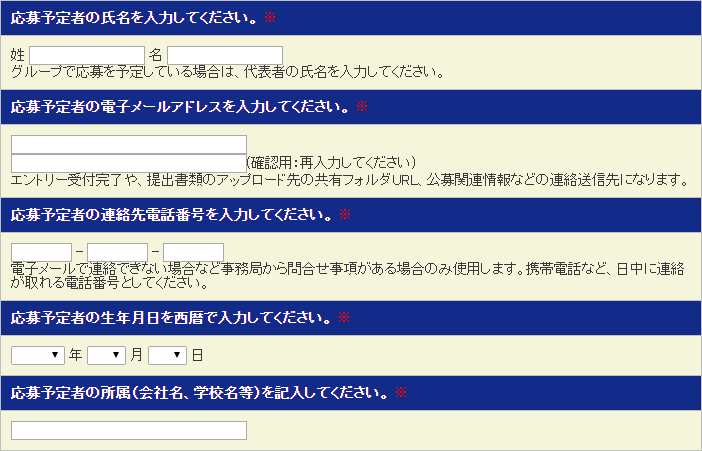 応募予定者の氏名を入力してください。 ※
姓 名
グループで応募を予定している場合は、代表者の氏名を入力してください。
応募予定者の電子メールアドレスを入力してください。 ※
(確認用:再入力してください)
エントリー受付完了や、提出書類のアップロード先の共有フォルダURL、公募関連情報などの連絡送信先になります。
応募予定者の連絡先電話番号を入力してください。 ※
– –
電子メールで連絡できない場合など事務局から問合せ事項がある場合のみ使用します。携帯電話など、日中に連絡
が取れる電話番号としてください。
応募予定者の生年月日を西暦で入力してください。 ※
年 月 日
応募予定者の所属(会社名、学校名等)を記入してください。 ※